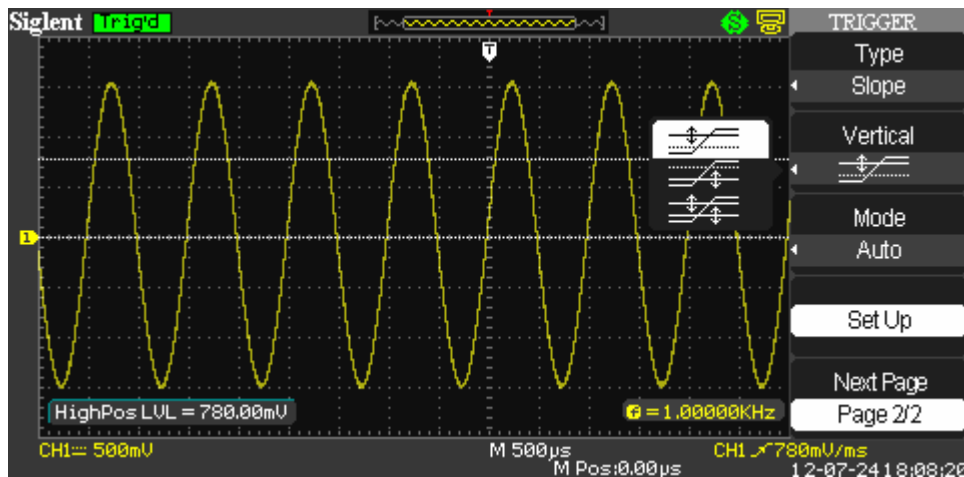 Siglent Trig'd TRIGGER
T
Type
Slope
Vertical
Mode
Auto
1
Set Up
Next Page
Page 2/2
HighPos LVL = 780.00mV f = 1.00000KHz
CH1 500mV M 500µs CH1 780mV/ms
M Pos:0.00µs 12-07-24 18:08:20